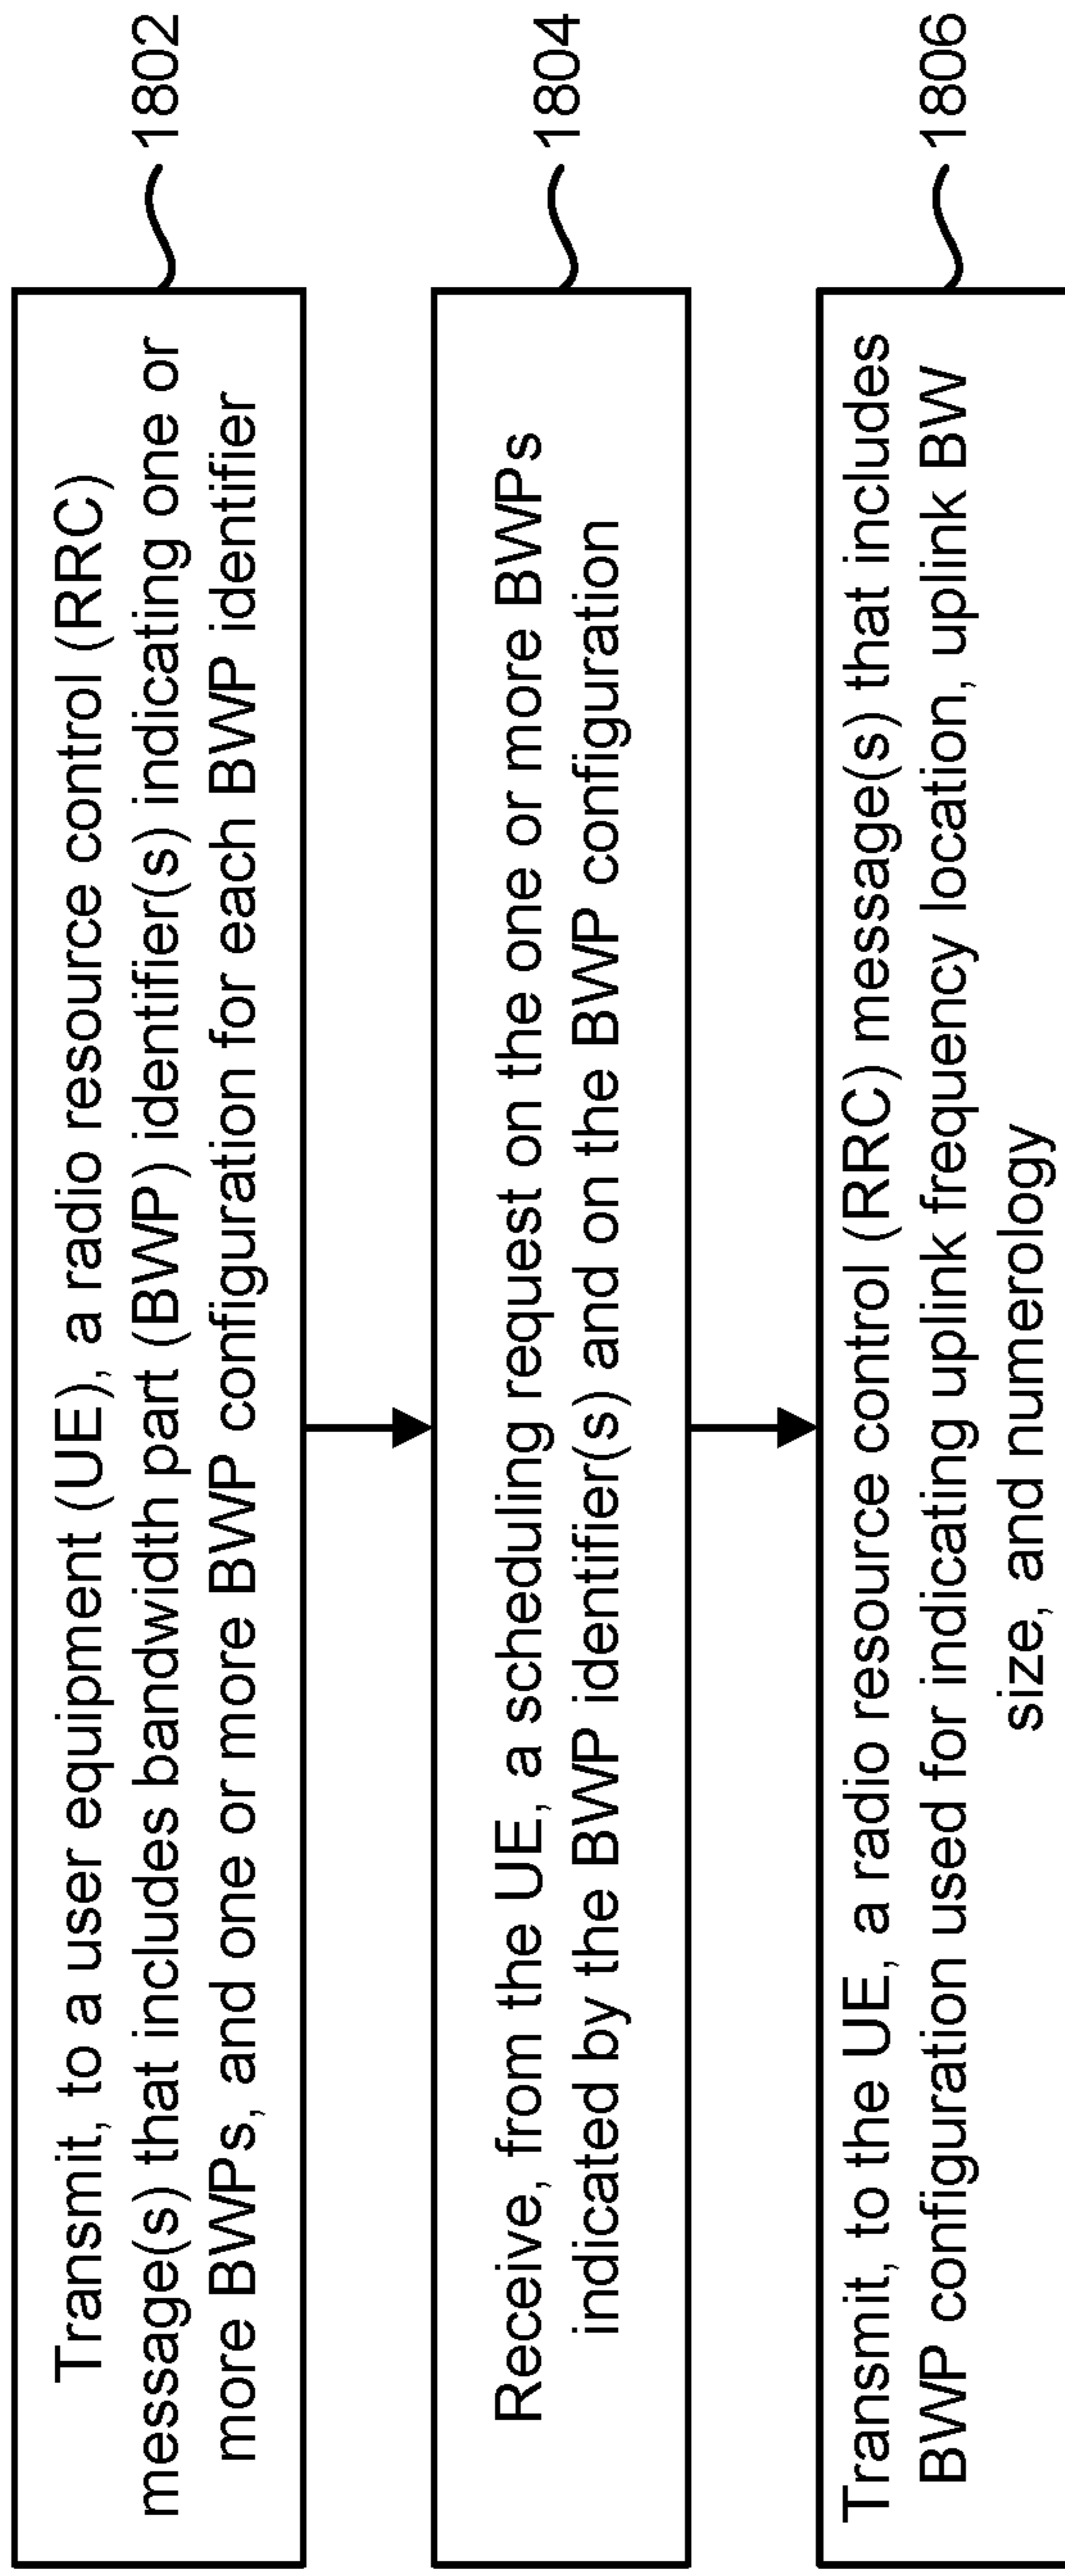 Transmit, to a user equipment (UE), a radio resource control (RRC)
message(s) that includes bandwidth part (BWP) identifier(s) indicating one or
more BWPs, and one or more BWP configuration for each BWP identifier
1802
Receive, from the UE, a scheduling request on the one or more BWPs
indicated by the BWP identifier(s) and on the BWP configuration
1804
Transmit, to the UE, a radio resource control (RRC) message(s) that includes
BWP configuration used for indicating uplink frequency location, uplink BW
size, and numerology
1806